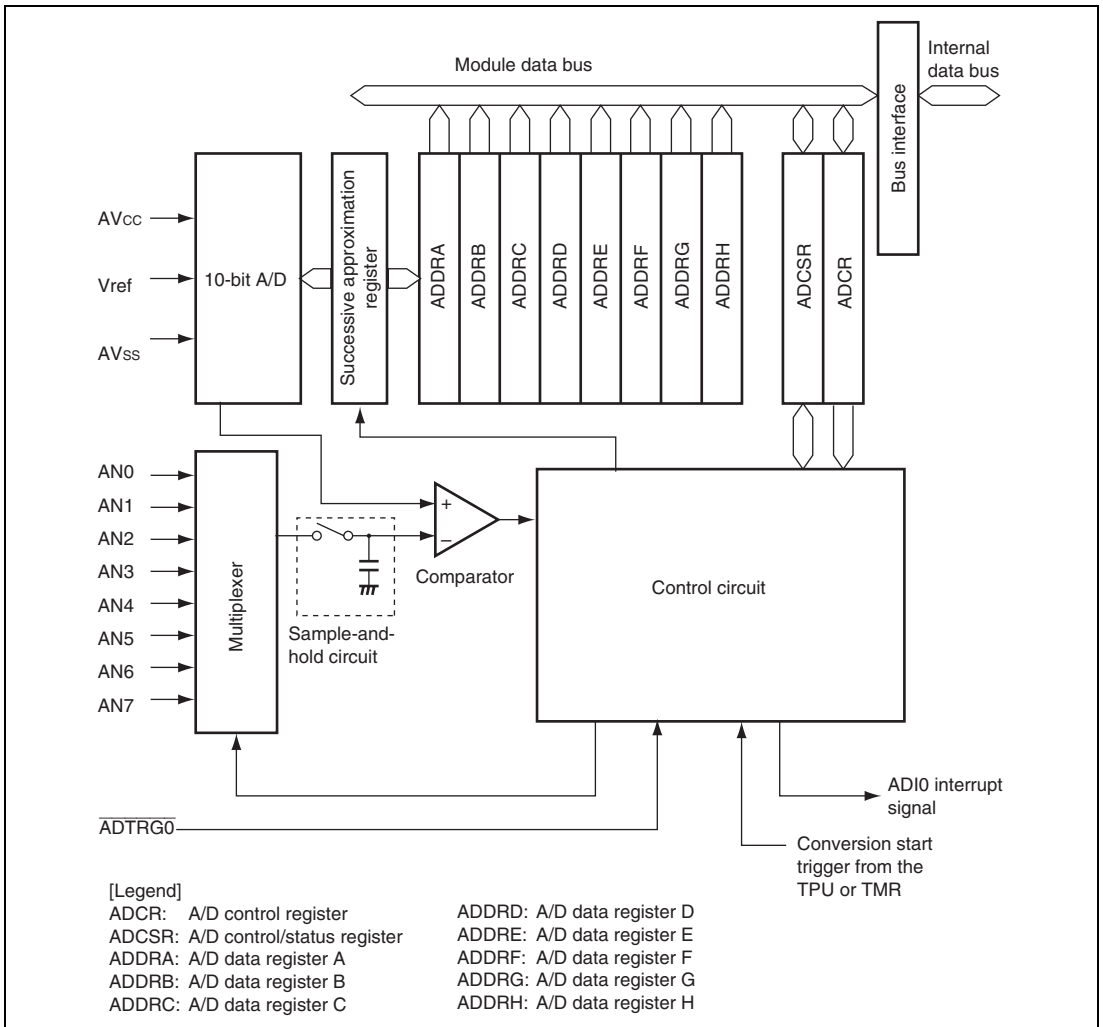 Module data bus
Internal
data bus
Bus interface
AVCC
Vref
AVSS
10-bit A/D
Successive approximation
register
ADDRA
ADDRB
ADDRC
ADDRD
ADDRE
ADDRF
ADDRG
ADDRH
ADCSR
ADCR
AN0
AN1
AN2
AN3
AN4
AN5
AN6
AN7
Multiplexer
+
−
Comparator
Sample-and-
hold circuit
Control circuit
ADI0 interrupt
signal
ADTRG0
Conversion start
trigger from the
TPU or TMR
[Legend]
ADCR: A/D control register
ADCSR: A/D control/status register
ADDRA: A/D data register A
ADDRB: A/D data register B
ADDRC: A/D data register C
ADDRD: A/D data register D
ADDRE: A/D data register E
ADDRF: A/D data register F
ADDRG: A/D data register G
ADDRH: A/D data register H